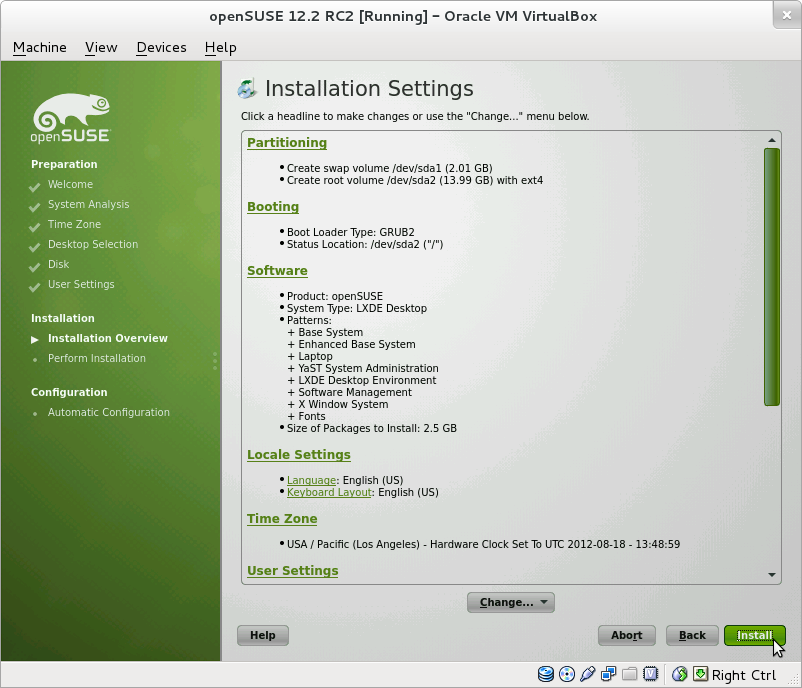 openSUSE 12.2 RC2 [Running] – Oracle VM VirtualBox
Machine View Devices Help
openSUSE
Preparation
Welcome
System Analysis
Time Zone
Desktop Selection
Disk
User Settings
Installation
Installation Overview
Perform Installation
Configuration
Automatic Configuration
Installation Settings
Click a headline to make changes or use the "Change..." menu below.
Partitioning
• Create swap volume /dev/sda1 (2.01 GB)
• Create root volume /dev/sda2 (13.99 GB) with ext4
Booting
• Boot Loader Type: GRUB2
• Status Location: /dev/sda2 ("/")
Software
• Product: openSUSE
• System Type: LXDE Desktop
• Patterns:
+ Base System
+ Enhanced Base System
+ Laptop
+ YaST System Administration
+ LXDE Desktop Environment
+ Software Management
+ X Window System
+ Fonts
• Size of Packages to Install: 2.5 GB
Locale Settings
• Language: English (US)
• Keyboard Layout: English (US)
Time Zone
• USA / Pacific (Los Angeles) - Hardware Clock Set To UTC 2012-08-18 - 13:48:59
User Settings
Change...
Help Abort Back Install
Right Ctrl